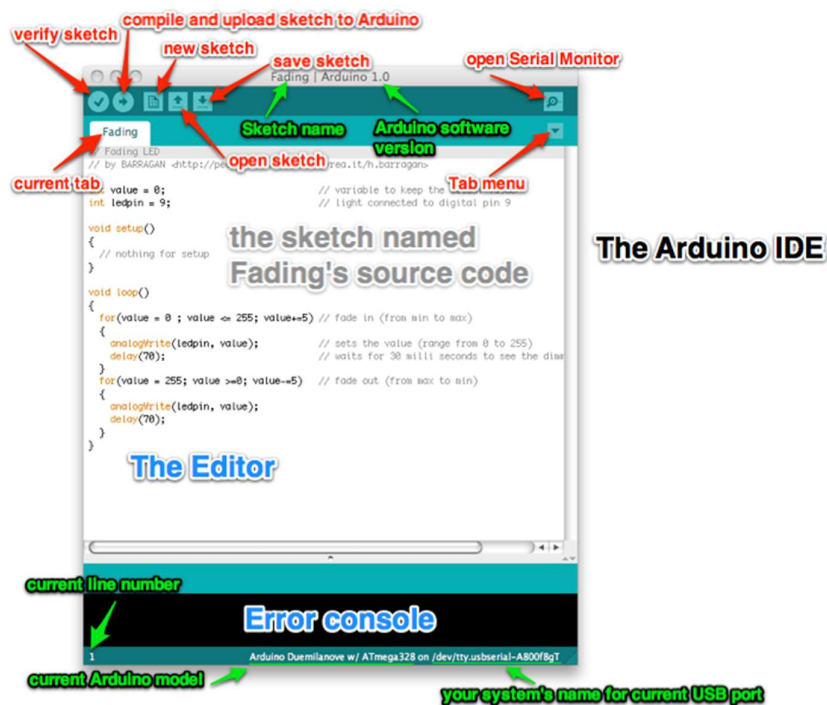 compile and upload sketch to Arduino
verify sketch
new sketch
save sketch
open Serial Monitor
Fading | Arduino 1.0
Sketch name
Arduino software
version
Fading
open sketch
current tab
Tab menu
// Fading LED
// by BARRAGAN <http://
rea.it/h.barragan>
value = 0; // variable to keep the
int ledpin = 9; // light connected to digital pin 9
void setup()
{
// nothing for setup
}
the sketch named
Fading's source code
The Arduino IDE
void loop()
{
for(value = 0 ; value <= 255; value+=5) // fade in (from min to max)
{
analogWrite(ledpin, value); // sets the value (range from 0 to 255)
delay(70); // waits for 30 milli seconds to see the dimm
}
for(value = 255; value >=0; value-=5) // fade out (from max to min)
{
analogWrite(ledpin, value);
delay(70);
}
}
The Editor
current line number
Error console
1 Arduino Duemilanove w/ ATmega328 on /dev/tty.usbserial-A800f8gT
current Arduino model
your system's name for current USB port